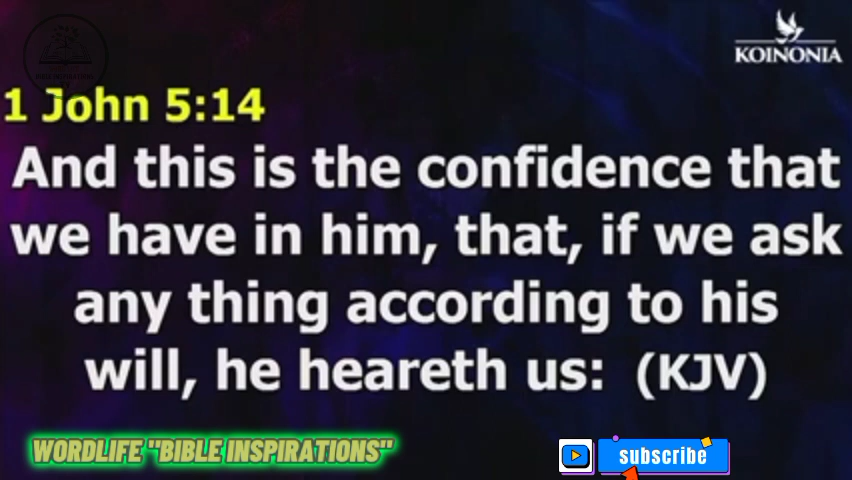 KOINONIA
1 John 5:14
And this is the confidence that
we have in him, that, if we ask
any thing according to his
will, he heareth us: (KJV)
WORDLIFE "BIBLE INSPIRATIONS"
subscribe